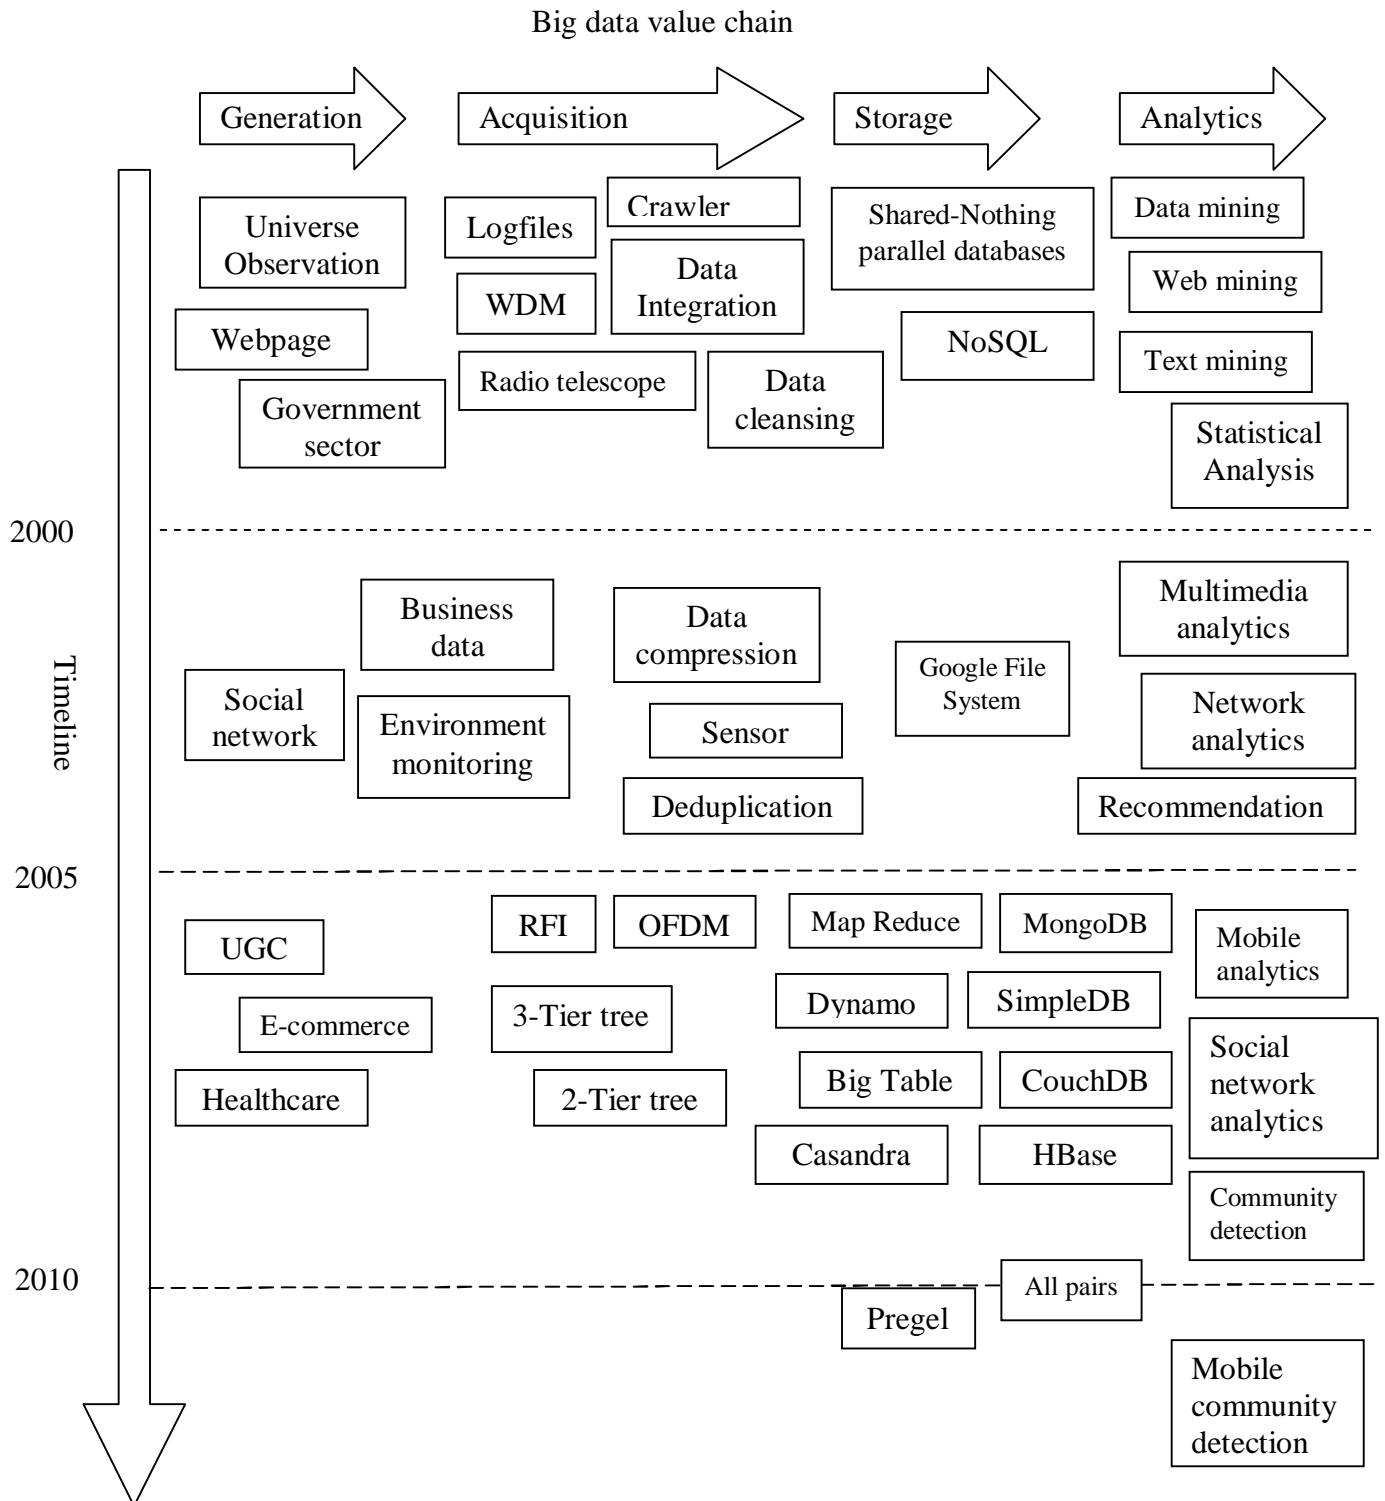 Big data value chain
Generation
Acquisition
Storage
Analytics
Universe
Observation
Webpage
Government
sector
Logfiles
Crawler
WDM
Data
Integration
Radio telescope
Data
cleansing
Shared-Nothing
parallel databases
NoSQL
Data mining
Web mining
Text mining
Statistical
Analysis
2000
Timeline
Business
data
Social
network
Environment
monitoring
Data
compression
Sensor
Deduplication
Google File
System
Multimedia
analytics
Network
analytics
Recommendation
2005
UGC
E-commerce
Healthcare
RFI
OFDM
3-Tier tree
2-Tier tree
Map Reduce
MongoDB
Dynamo
SimpleDB
Big Table
CouchDB
Casandra
HBase
Mobile
analytics
Social
network
analytics
Community
detection
2010
All pairs
Pregel
Mobile
community
detection